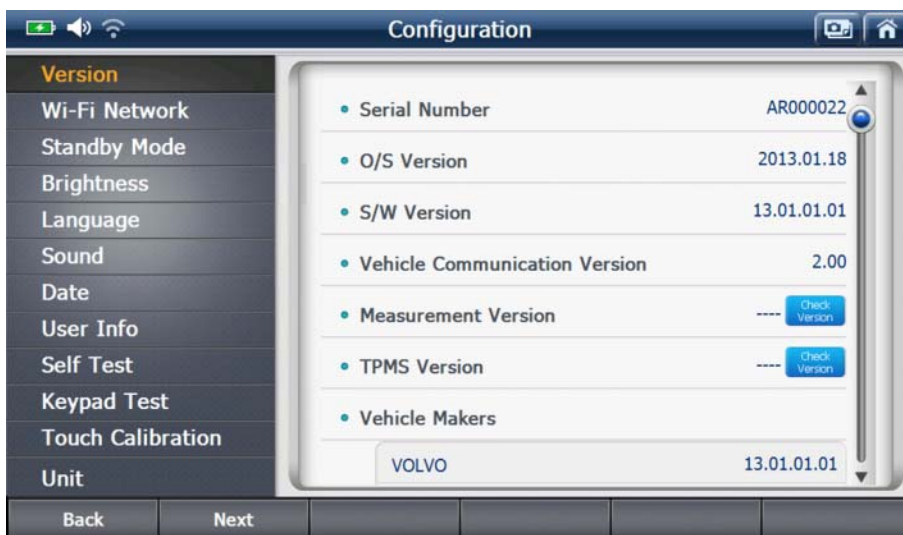 Configuration
Version
Wi-Fi Network
Standby Mode
Brightness
Language
Sound
Date
User Info
Self Test
Keypad Test
Touch Calibration
Unit
• Serial Number AR000022
• O/S Version 2013.01.18
• S/W Version 13.01.01.01
• Vehicle Communication Version 2.00
• Measurement Version ---- Check Version
• TPMS Version ---- Check Version
• Vehicle Makers
VOLVO 13.01.01.01
Back Next